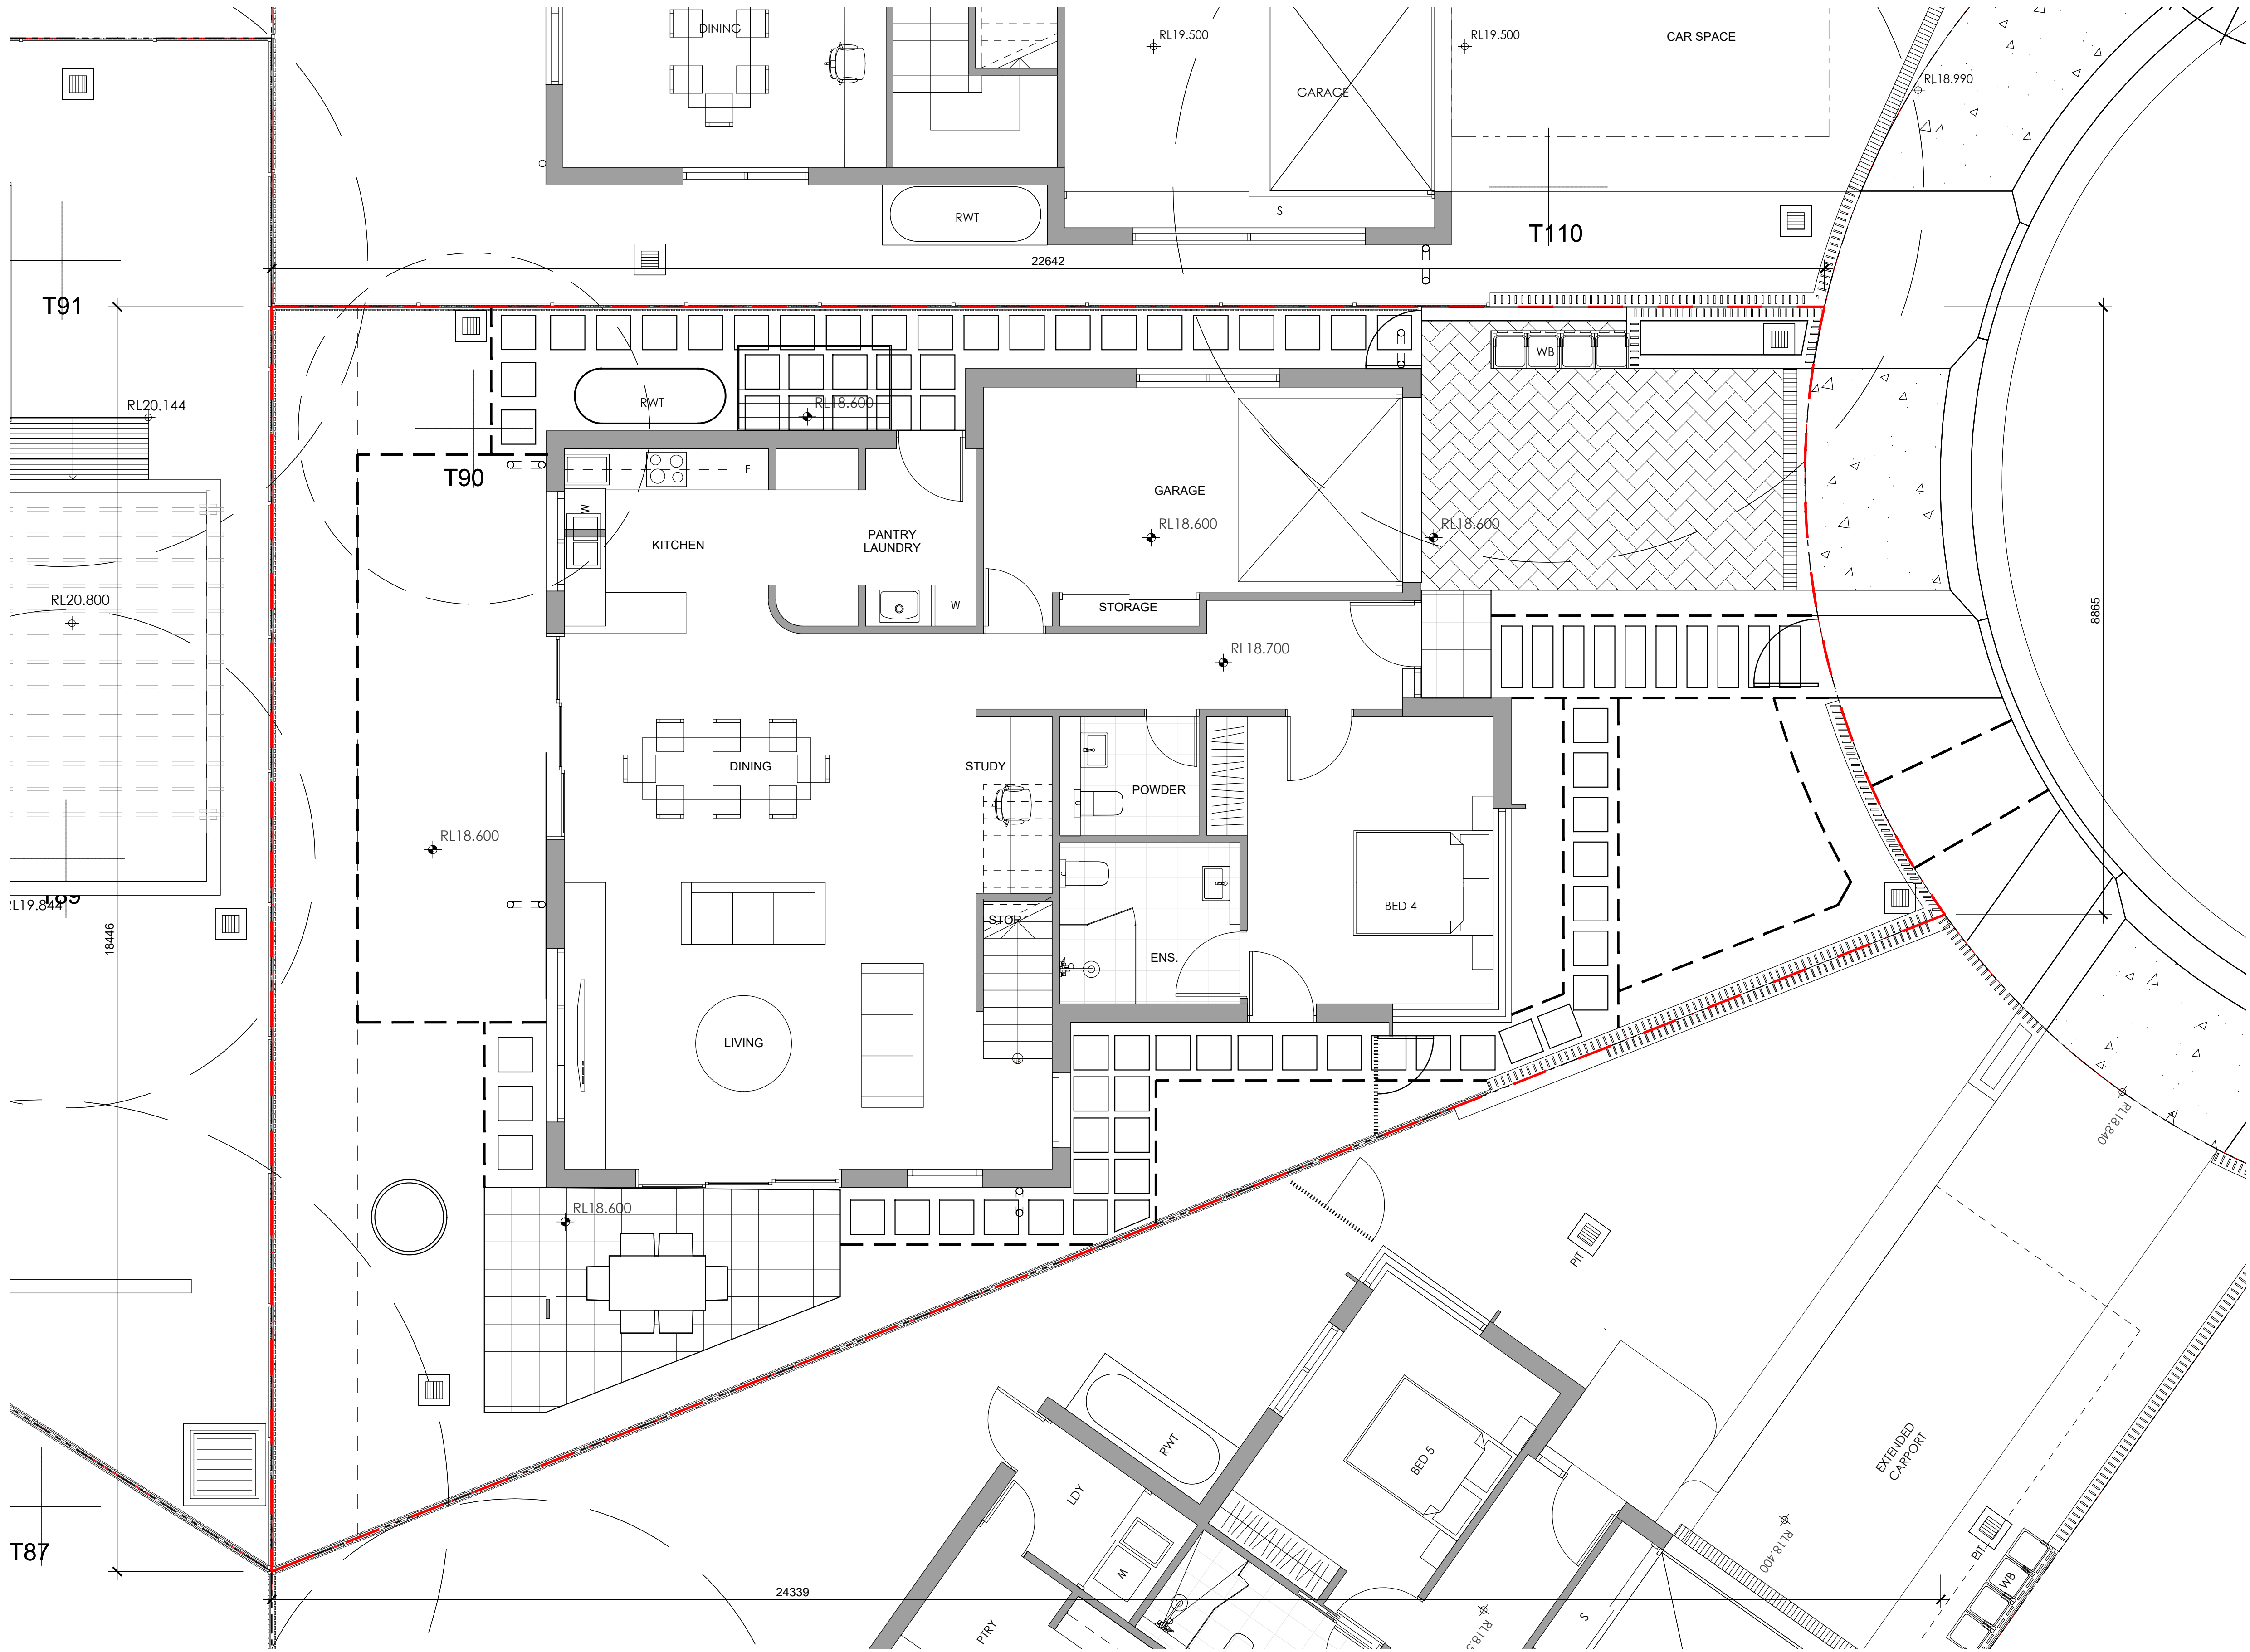 DINING
RL19.500
RL19.500
CAR SPACE
RL18.990
GARAGE
RWT
S
T110
22642
T91
WB
RL20.144
RWT
RL18.600
T90
F
W
GARAGE
RL18.600
RL18.600
KITCHEN
PANTRY
LAUNDRY
RL20.800
W
STORAGE
8865
RL18.700
DINING
STUDY
POWDER
RL18.600
BED 4
STOR
ENS.
18446
LIVING
RL18.840
RL18.600
PIT
RWT
BED 5
EXTENDED
CARPORT
LDY
RL18.400
PIT
T87
W
24339
WB
S
PTRY